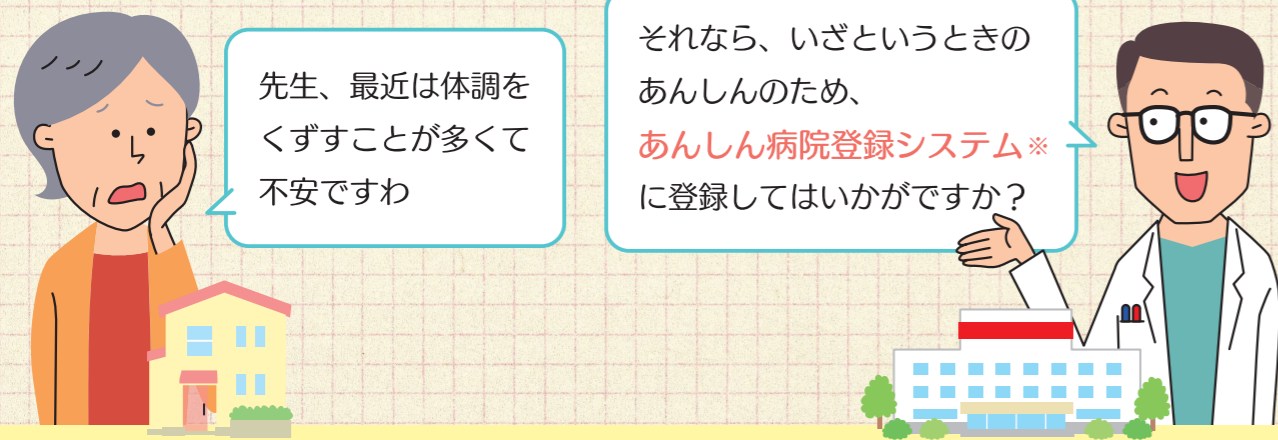 先生、最近は体調を
くずすことが多くて
不安ですわ
それなら、いざというときの
あんしんのため、
あんしん病院登録システム※
に登録してはいかがですか？